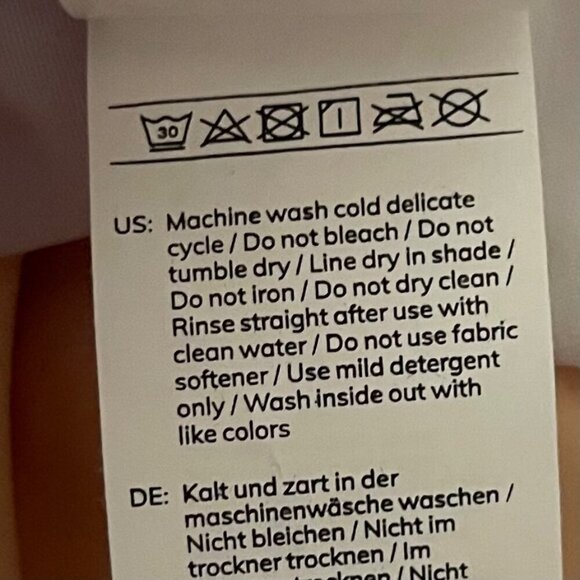 30
US: Machine wash cold delicate
cycle / Do not bleach / Do not
tumble dry / Line dry in shade /
Do not iron / Do not dry clean /
Rinse straight after use with
clean water / Do not use fabric
softener / Use mild detergent
only / Wash inside out with
like colors
DE: Kalt und zart in der
maschinenwäsche waschen /
Nicht bleichen / Nicht im
trockner trocknen / Im
/ Nicht